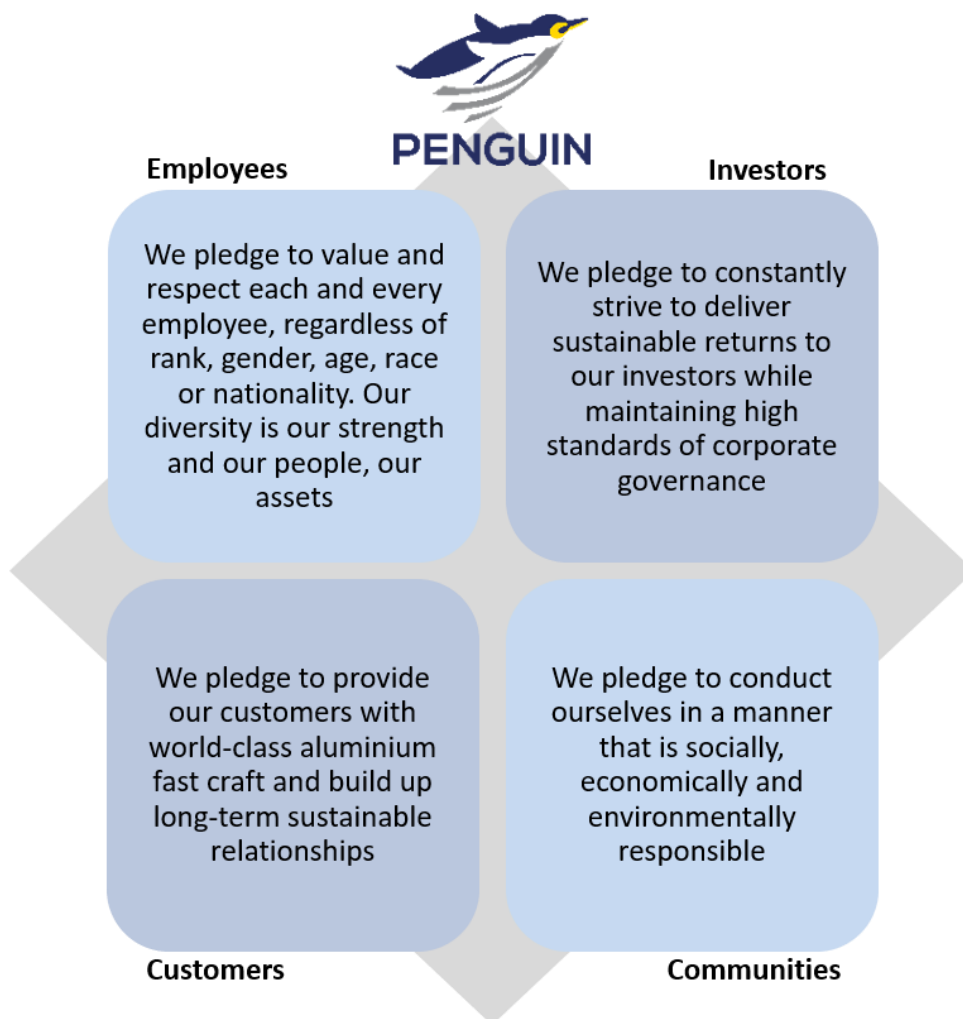 PENGUIN
Employees
We pledge to value and
respect each and every
employee, regardless of
rank, gender, age, race
or nationality. Our
diversity is our strength
and our people, our
assets
Investors
We pledge to constantly
strive to deliver
sustainable returns to
our investors while
maintaining high
standards of corporate
governance
We pledge to provide
our customers with
world-class aluminium
fast craft and build up
long-term sustainable
relationships
Customers
We pledge to conduct
ourselves in a manner
that is socially,
economically and
environmentally
responsible
Communities